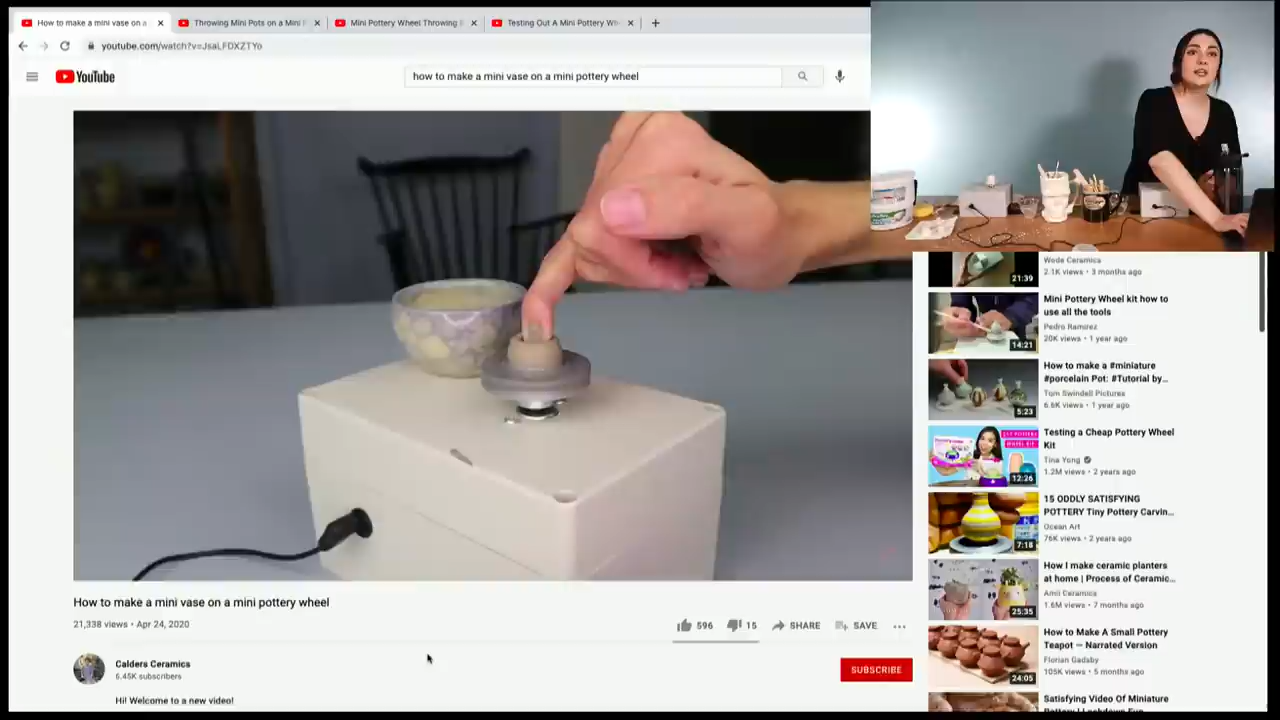 How to make a mini vase on a
Throwing Mini Pots on a Mini
Mini Pottery Wheel Throwing
Testing Out A Mini Pottery Wh
youtube.com/watch?v=JsaLFDXZTYo
YouTube
how to make a mini vase on a mini pottery wheel
Wode Ceramica
2.1K views • 3 months ago
21:39
Mini Pottery Wheel kit how to
use all the tools
Pedro Ramirez
20K views • 1 year ago
14:21
How to make a #miniature
#porcelain Pot: #Tutorial by...
Tom Swindell Pictures
6.6K views • 1 year ago
5:23
Testing a Cheap Pottery Wheel
Kit
Tina Yong
1.2M views • 2 years ago
12:26
15 ODDLY SATISFYING
POTTERY Tiny Pottery Carvin...
Ocean Art
76K views • 2 years ago
7:18
How I make ceramic planters
at home | Process of Ceramic...
Amii Ceramics
1.6M views • 7 months ago
25:35
How to Make A Small Pottery
Teapot — Narrated Version
Florian Gadsby
105K views • 5 months ago
24:05
Satisfying Video Of Miniature
How to make a mini vase on a mini pottery wheel
21,338 views • Apr 24, 2020
596
15
SHARE
SAVE
Calders Ceramics
6.45K subscribers
SUBSCRIBE
Hi! Welcome to a new video!